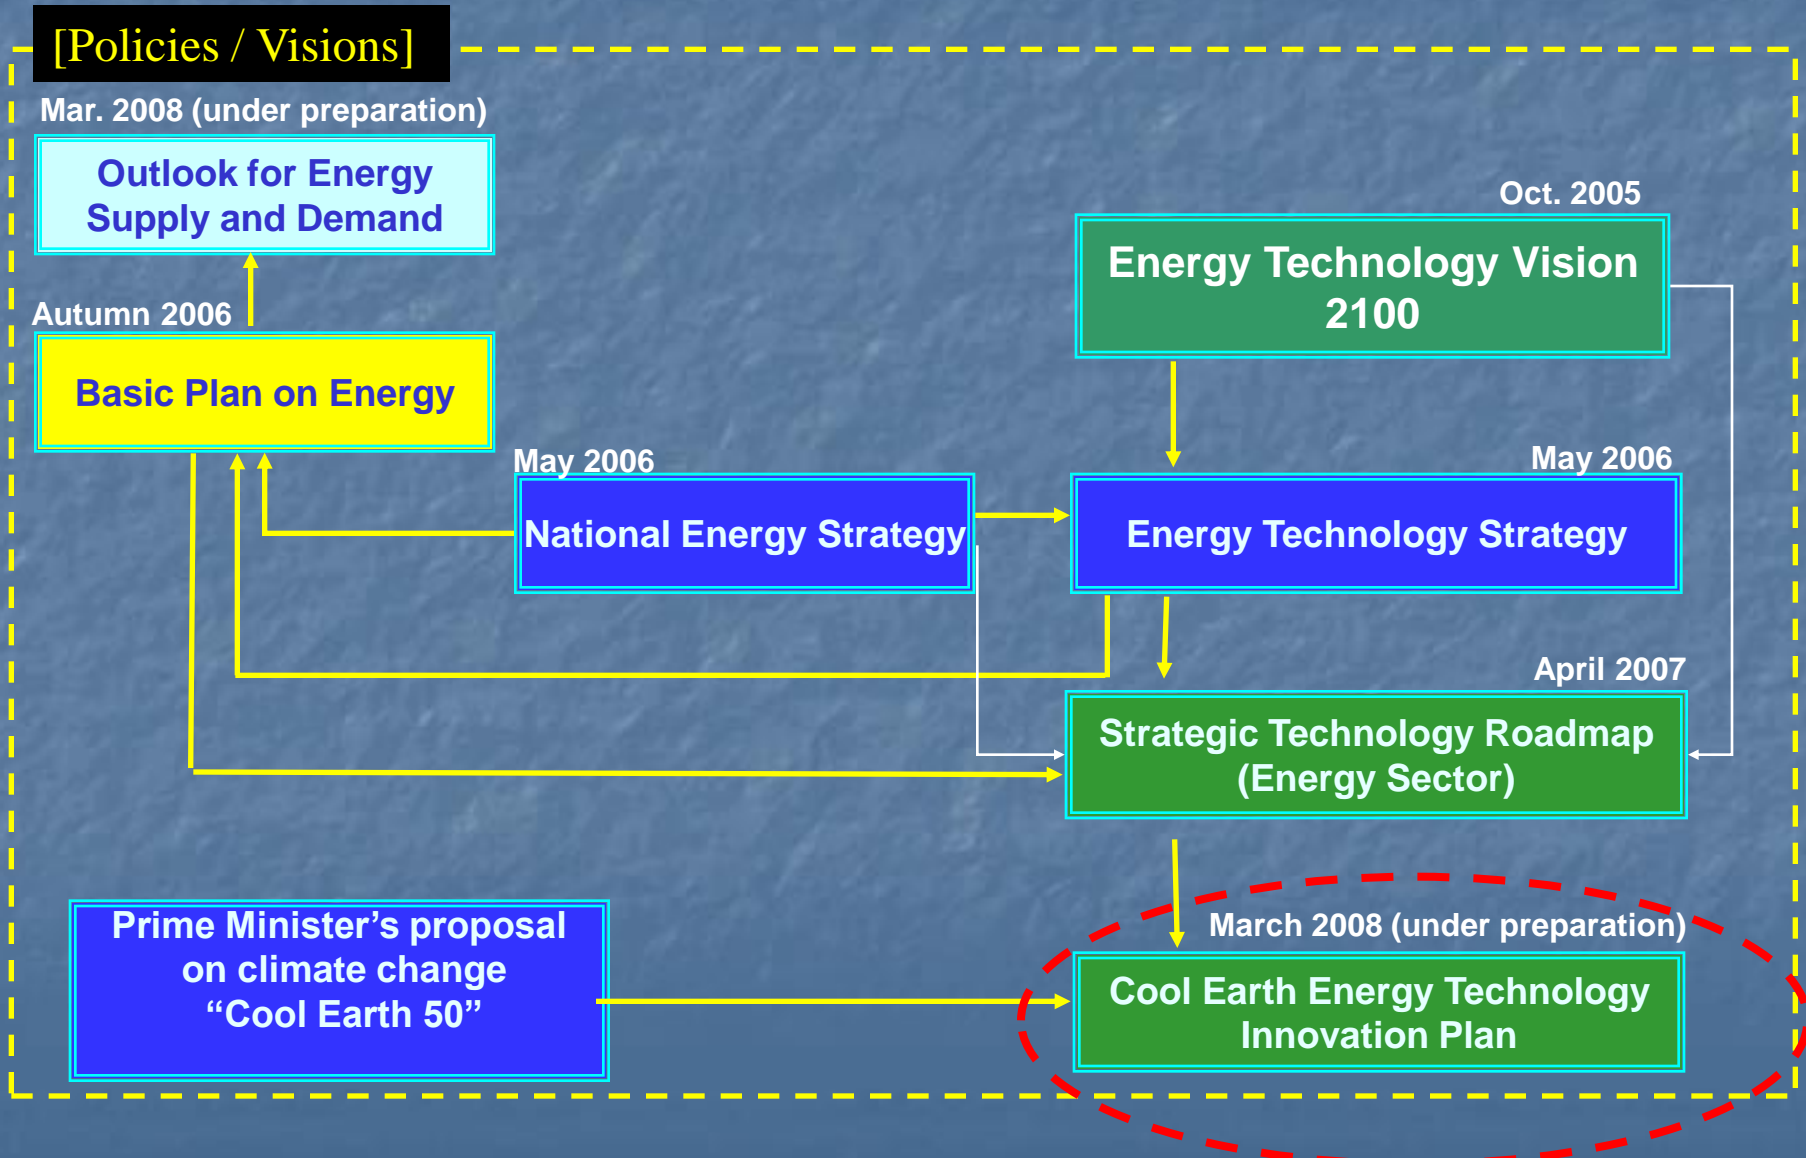 [Policies / Visions]
Mar. 2008 (under preparation)
Outlook for Energy
Supply and Demand
Oct. 2005
Energy Technology Vision
2100
Autumn 2006
Basic Plan on Energy
May 2006
National Energy Strategy
May 2006
Energy Technology Strategy
April 2007
Strategic Technology Roadmap
(Energy Sector)
Prime Minister’s proposal
on climate change
“Cool Earth 50”
March 2008 (under preparation)
Cool Earth Energy Technology
Innovation Plan